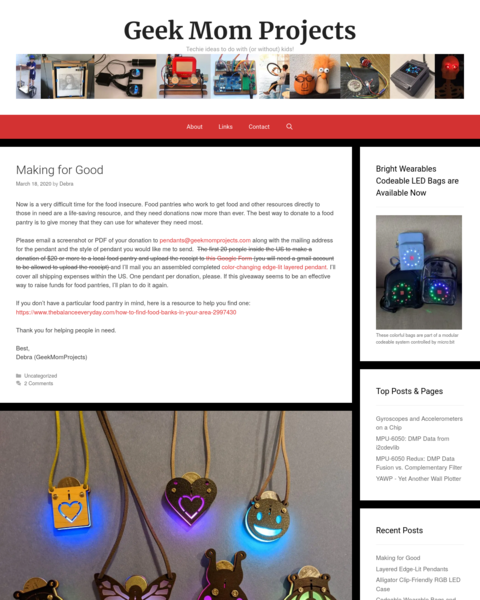 Geek Mom Projects
Techie ideas to do with (or without) kids!
About Links Contact
Making for Good
March 18, 2020 by Debra
Now is a very difficult time for the food insecure. Food pantries who work to get food and other resources directly to
those in need are a life-saving resource, and they need donations now more than ever. The best way to donate to a food
pantry is to give money that they can use for whatever they need most.
Please email a screenshot or PDF of your donation to pendants@geekmomprojects.com along with the mailing address
for the pendant and the style of pendant you would like me to send. The first 20 people inside the US to make a
donation of $20 or more to a local food pantry and upload the receipt to this Google Form (you will need a gmail account
to be allowed to upload the receipt) and I'll mail you an assembled completed color-changing edge-lit layered pendant. I'll
cover all shipping expenses within the US. One pendant per donation, please. If this giveaway seems to be an effective
way to raise funds for food pantries, I'll plan to do it again.
If you don't have a particular food pantry in mind, here is a resource to help you find one:
https://www.thebalanceeveryday.com/how-to-find-food-banks-in-your-area-2997430
Thank you for helping people in need.
Best,
Debra (GeekMomProjects)
Uncategorized
2 Comments
Bright Wearables
Codeable LED Bags are
Available Now
These colorful bags are part of a modular
codeable system controlled by micro:bit
Top Posts & Pages
Gyroscopes and Accelerometers
on a Chip
MPU-6050: DMP Data from
i2cdevlib
MPU-6050 Redux: DMP Data
Fusion vs. Complementary Filter
YAWP - Yet Another Wall Plotter
Recent Posts
Making for Good
Layered Edge-Lit Pendants
Alligator Clip-Friendly RGB LED
Case
Codeable Wearable Bags and